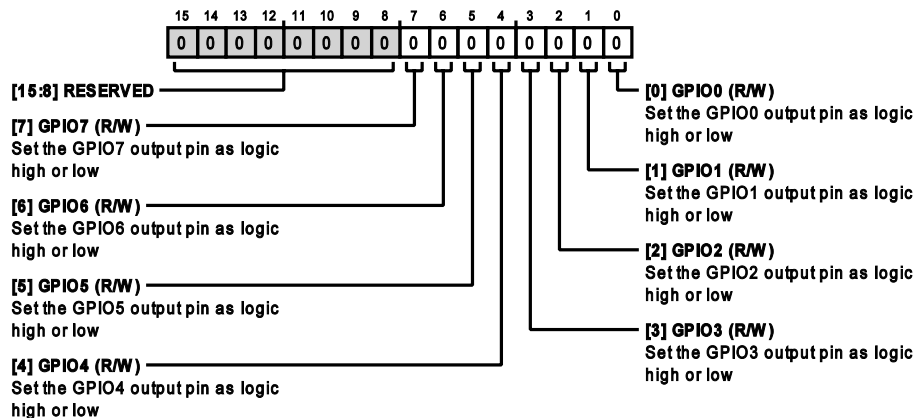 15 14 13 12 11 10 9 8 7 6 5 4 3 2 1 0
0 0 0 0 0 0 0 0 0 0 0 0 0 0 0 0
[15:8] RESERVED
[7] GPIO7 (R/W)
Set the GPIO7 output pin as logic
high or low
[6] GPIO6 (R/W)
Set the GPIO6 output pin as logic
high or low
[5] GPIO5 (R/W)
Set the GPIO5 output pin as logic
high or low
[4] GPIO4 (R/W)
Set the GPIO4 output pin as logic
high or low
[0] GPIO0 (R/W)
Set the GPIO0 output pin as logic
high or low
[1] GPIO1 (R/W)
Set the GPIO1 output pin as logic
high or low
[2] GPIO2 (R/W)
Set the GPIO2 output pin as logic
high or low
[3] GPIO3 (R/W)
Set the GPIO3 output pin as logic
high or low